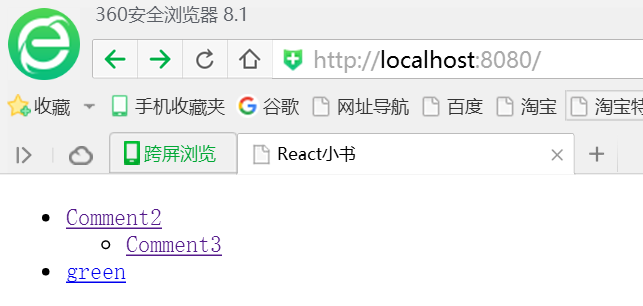 360安全浏览器 8.1
http://localhost:8080/
收藏 手机收藏夹 谷歌 网址导航 百度 淘宝 淘宝特
跨屏浏览 React小书
Comment2
Comment3
green